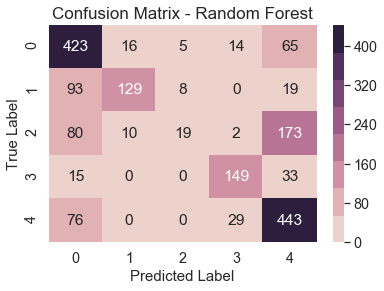 Confusion Matrix - Random Forest
True Label
0 423 16 5 14 65
1 93 129 8 0 19
2 80 10 19 2 173
3 15 0 0 149 33
4 76 0 0 29 443
0 1 2 3 4
Predicted Label
400
320
240
160
80
0